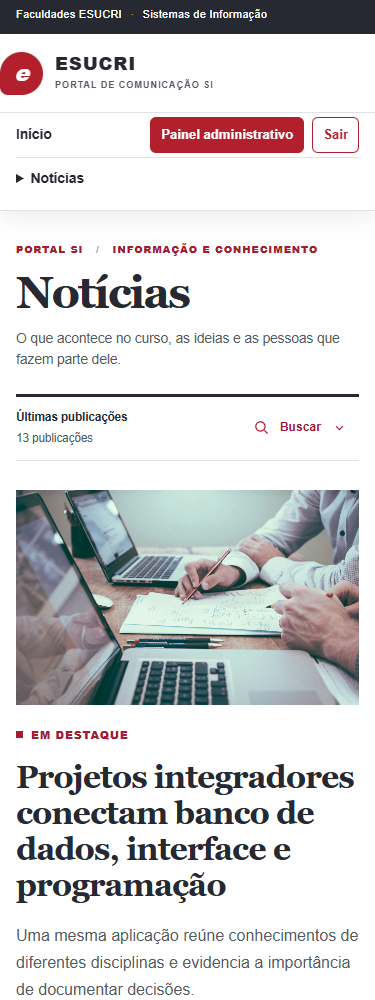 Faculdades ESUCRI · Sistemas de Informação
e
ESUCRI
PORTAL DE COMUNICAÇÃO SI
Início
Painel administrativo
Sair
▶ Notícias
PORTAL SI / INFORMAÇÃO E CONHECIMENTO
Notícias
O que acontece no curso, as ideias e as pessoas que
fazem parte dele.
Últimas publicações
13 publicações
Buscar
EM DESTAQUE
Projetos integradores
conectam banco de
dados, interface e
programação
Uma mesma aplicação reúne conhecimentos de
diferentes disciplinas e evidencia a importância
de documentar decisões.